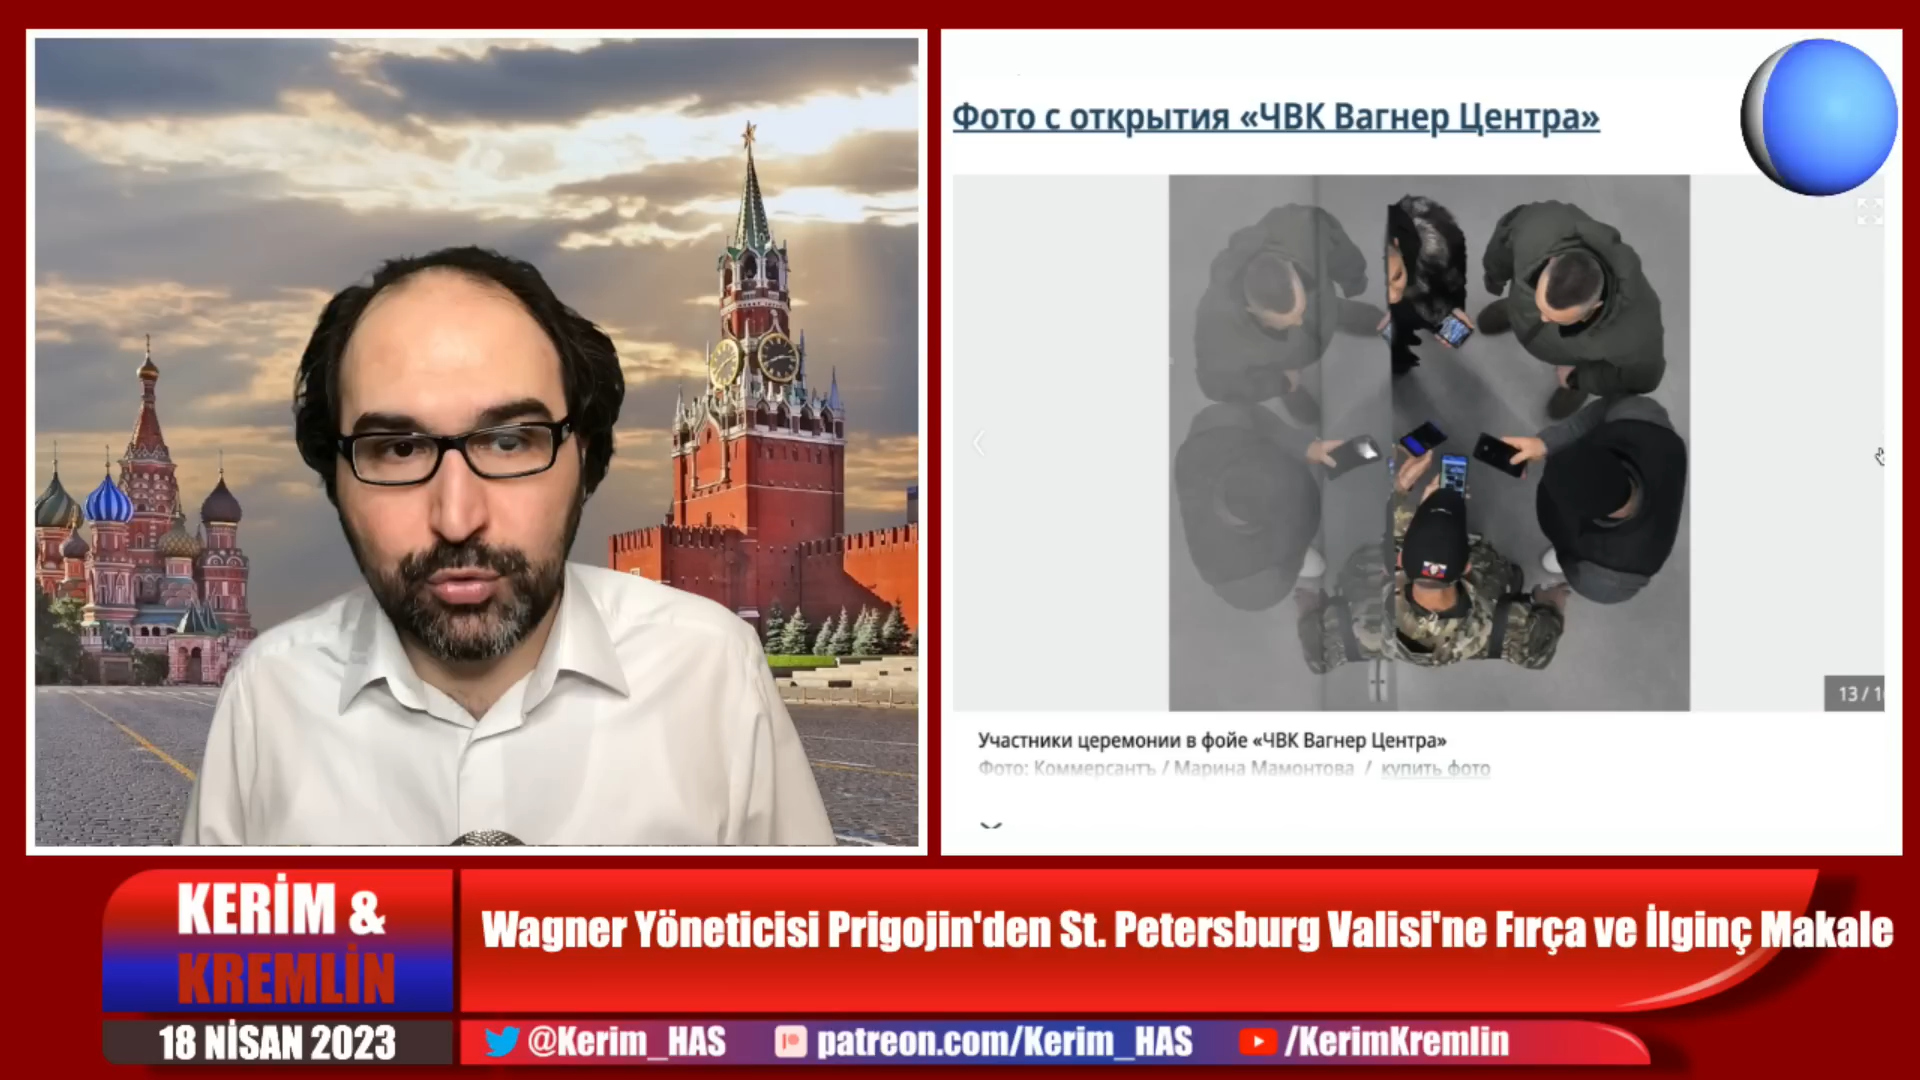 Фото с открытия «ЧВК Вагнер Центра»
13 / 1
Участники церемонии в фойе «ЧВК Вагнер Центра»
Фото: Коммерсантъ / Марина Мамонтова / купить фото
KERİM &
KREMLİN
Wagner Yöneticisi Prigojin'den St. Petersburg Valisi'ne Fırça ve İlginç Makale
18 NİSAN 2023
@Kerim_HAS
patreon.com/Kerim_HAS
/KerimKremlin